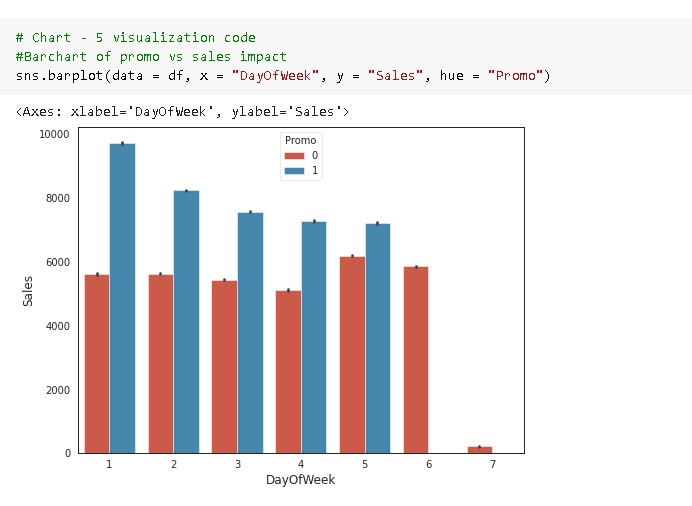 # Chart - 5 visualization code
#Barchart of promo vs sales impact
sns.barplot(data = df, x = "DayOfWeek", y = "Sales", hue = "Promo")
<Axes: xlabel='DayOfWeek', ylabel='Sales'>
10000
8000
6000
4000
2000
0
Sales
Promo
0
1
1 2 3 4 5 6 7
DayOfWeek